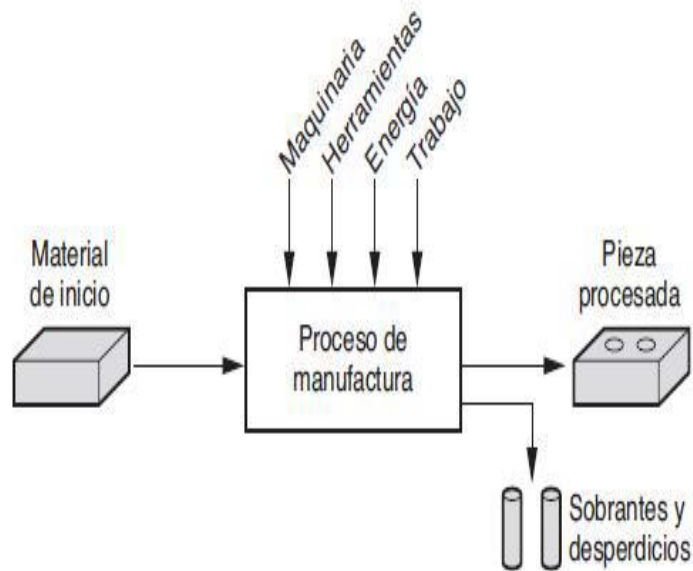 Maquinaria
Herramientas
Energía
Trabajo
Material
de inicio
Proceso de
manufactura
Pieza
procesada
Sobrantes y
desperdicios